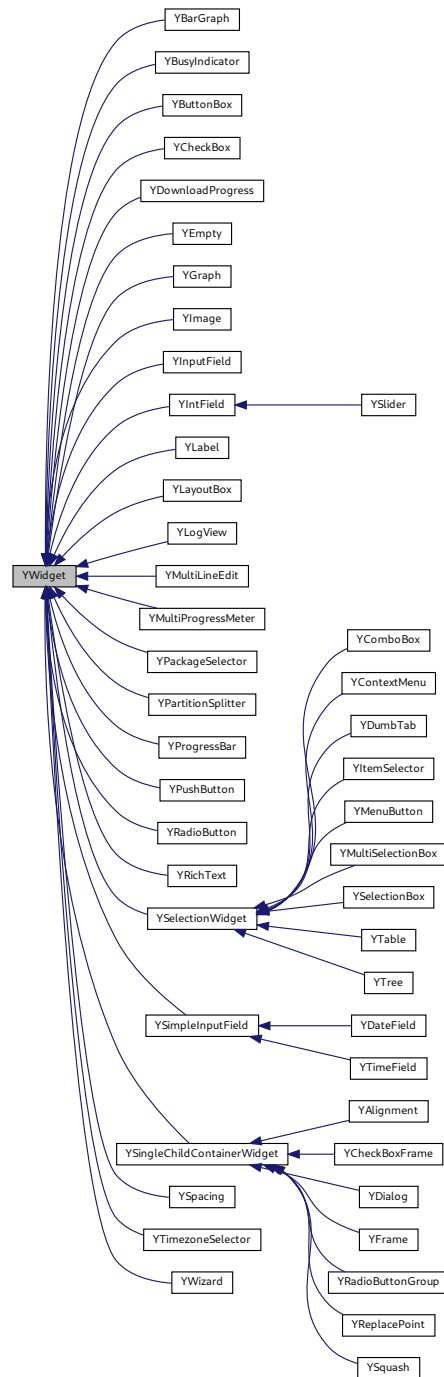 YBarGraph
YBusyIndicator
YButtonBox
YCheckBox
YDownloadProgress
YEmpty
YGraph
YImage
YInputField
YIntField
YSlider
YLabel
YLayoutBox
YLogView
YWidget
YMultiLineEdit
YMultiProgressMeter
YComboBox
YPackageSelector
YContextMenu
YPartitionSplitter
YDumbTab
YProgressBar
YItemSelector
YPushButton
YMenuButton
YRadioButton
YMultiSelectionBox
YRichText
YSelectionBox
YSelectionWidget
YTable
YTree
YSimpleInputField
YDateField
YTimeField
YAlignment
YSingleChildContainerWidget
YCheckBoxFrame
YSpacing
YDialog
YTimezoneSelector
YFrame
YWizard
YRadioButtonGroup
YReplacePoint
YSquash